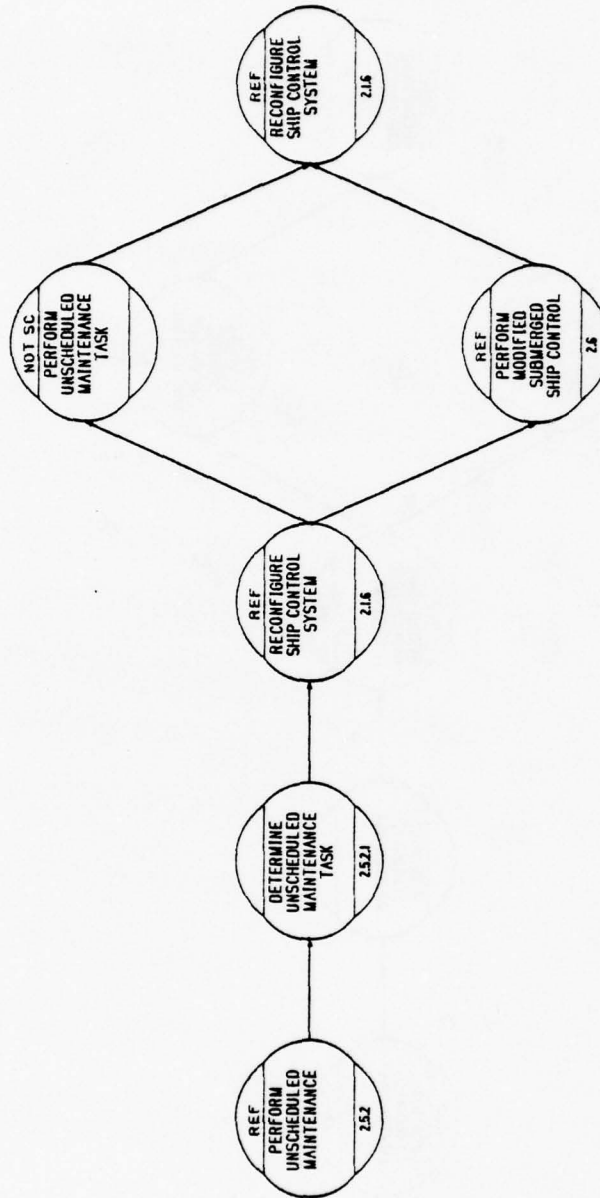 REF
PERFORM
UNSCHEDULED
MAINTENANCE
2.5.2
DETERMINE
UNSCHEDULED
MAINTENANCE
TASK
2.5.2.1
REF
RECONFIGURE
SHIP CONTROL
SYSTEM
2.1.6
NOT SC
PERFORM
UNSCHEDULED
MAINTENANCE
TASK
REF
PERFORM
MODIFIED
SUBMERGED
SHIP CONTROL
2.6
REF
RECONFIGURE
SHIP CONTROL
SYSTEM
2.1.6